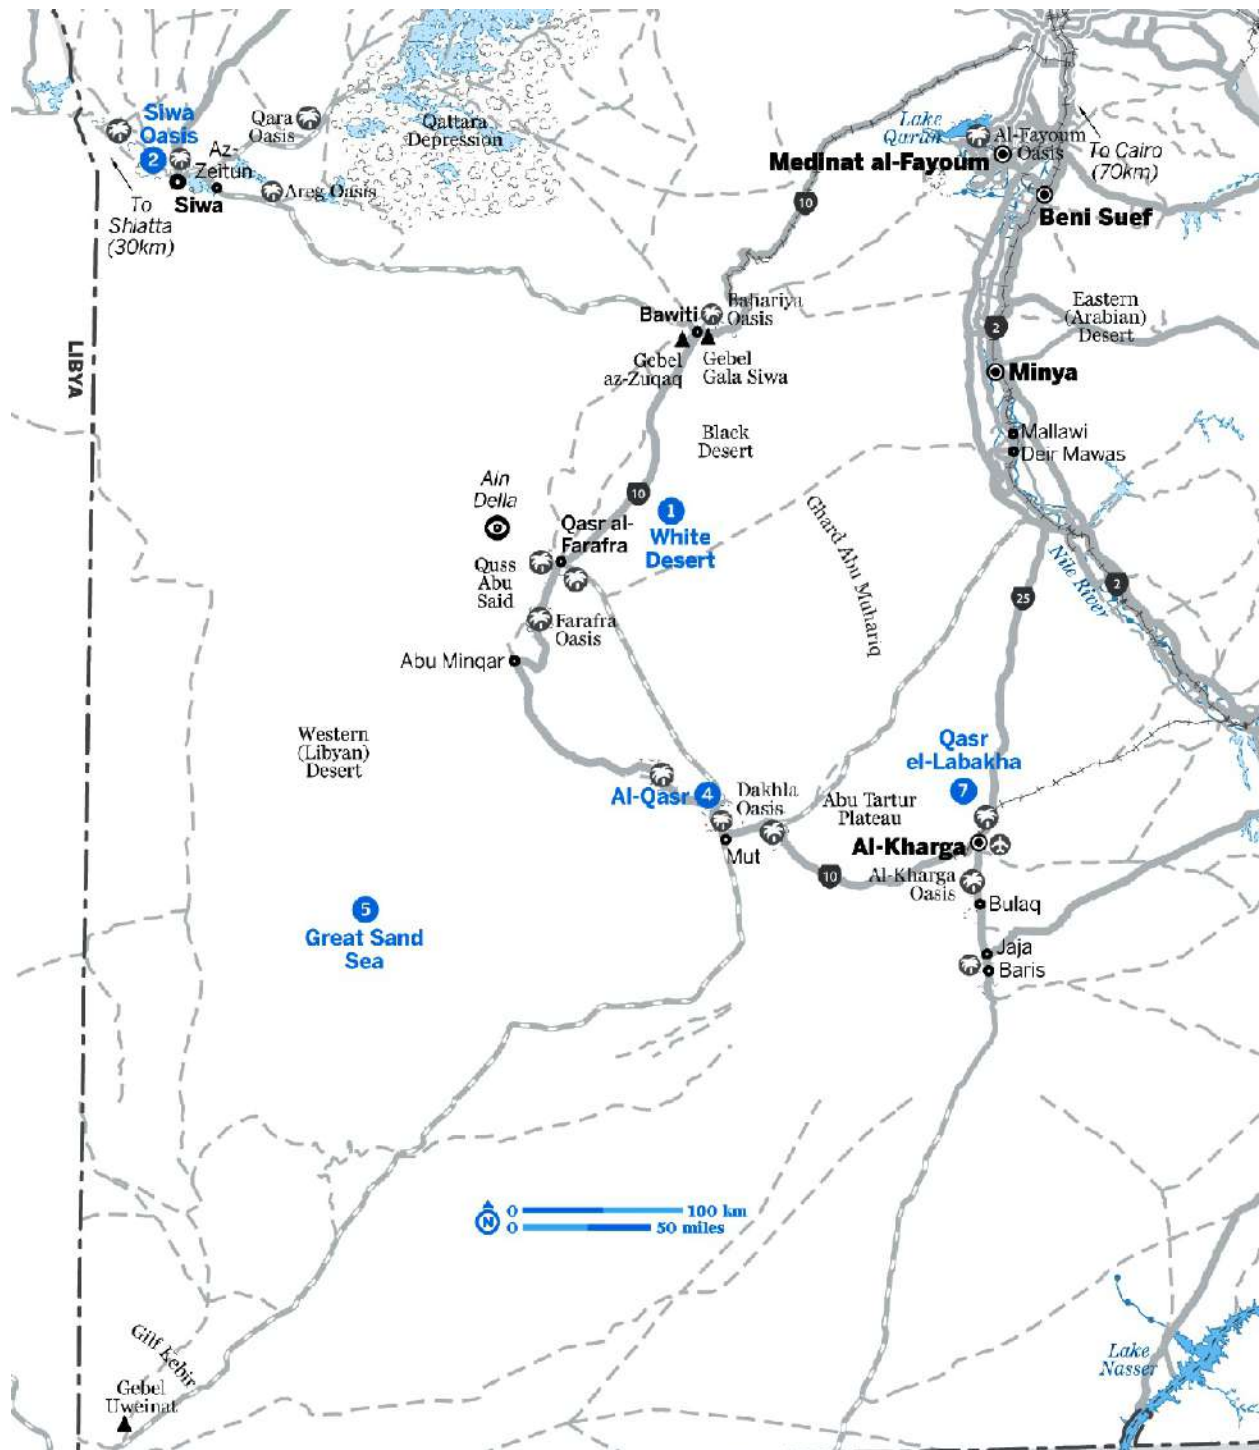 Siwa
Oasis
2
Az-
Zeitun
Siwa
To
Shiatta
(30km)
Qara
Oasis
Areg Oasis
Qattara
Depression
Lake
Qarun
Al-Fayoum
Oasis
Medinat al-Fayoum
To Cairo
(70km)
Beni Suef
10
Bahariya
Oasis
Bawiti
Gebel
az-Zuqaq
Gebel
Gala Siwa
2
Eastern
(Arabian)
Desert
Minya
LIBYA
Black
Desert
Mallawi
Deir Mawas
Ain
Della
10
1
White
Desert
Qasr al-
Farafra
Quss
Abu
Said
Farafra
Oasis
Ghard Abu Muhariq
Nile River
2
25
Abu Minqar
Western
(Libyan)
Desert
Qasr
el-Labakha
7
Al-Qasr
4
Dakhla
Oasis
Abu Tartur
Plateau
Mut
Al-Kharga
10
Al-Kharga
Oasis
Bulaq
5
Great Sand
Sea
Jaja
Baris
N
0 100 km
0 50 miles
Gilf Kebir
Gebel
Uweinat
Lake
Nasser